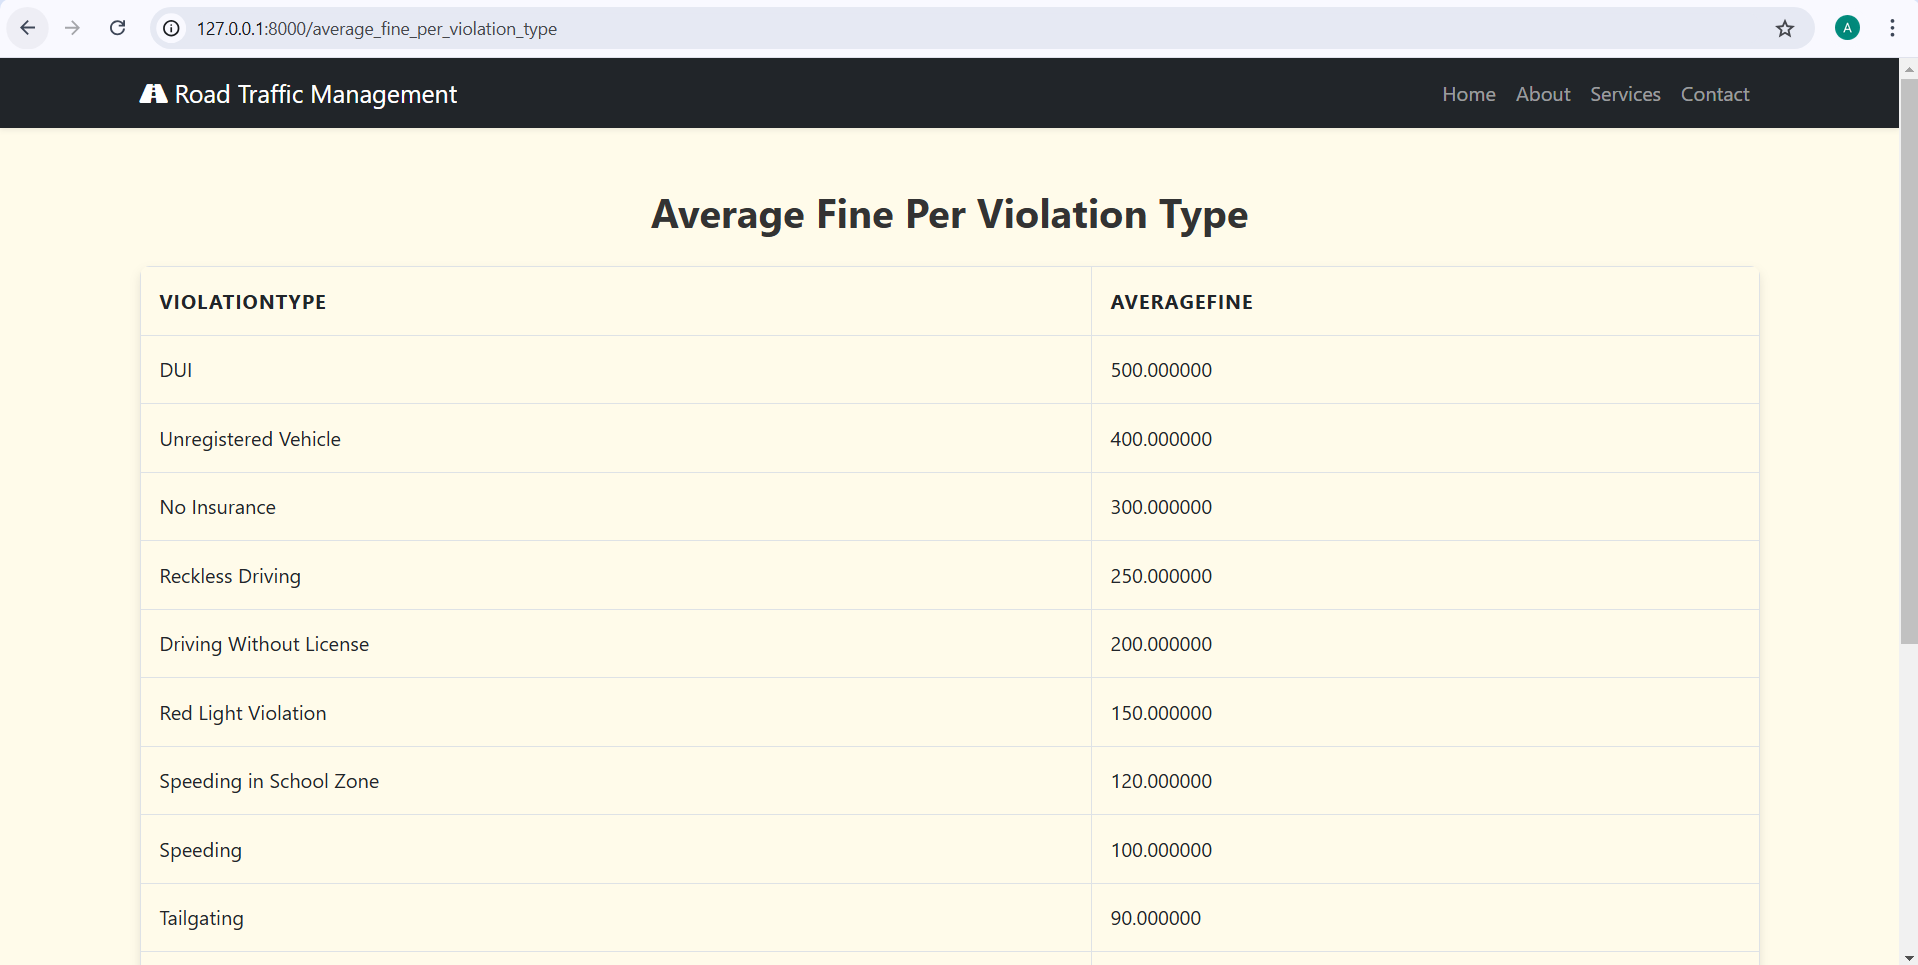 127.0.0.1:8000/average_fine_per_violation_type
A
Road Traffic Management
Home About Services Contact
Average Fine Per Violation Type
VIOLATIONTYPE AVERAGEFINE
DUI 500.000000
Unregistered Vehicle 400.000000
No Insurance 300.000000
Reckless Driving 250.000000
Driving Without License 200.000000
Red Light Violation 150.000000
Speeding in School Zone 120.000000
Speeding 100.000000
Tailgating 90.000000